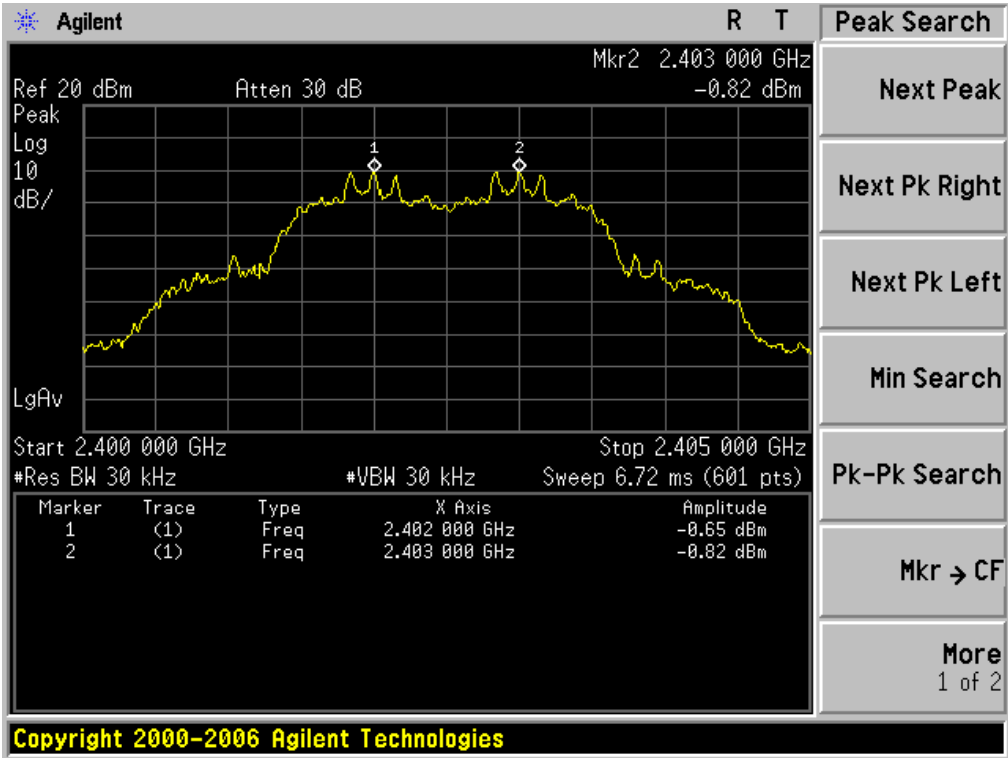 Agilent R T Peak Search
Mkr2 2.403 000 GHz
Ref 20 dBm Atten 30 dB -0.82 dBm
Peak
Log
10
dB/
1 2
LgAv
Start 2.400 000 GHz Stop 2.405 000 GHz
#Res BW 30 kHz #VBW 30 kHz Sweep 6.72 ms (601 pts)
Marker Trace Type X Axis Amplitude
1 (1) Freq 2.402 000 GHz -0.65 dBm
2 (1) Freq 2.403 000 GHz -0.82 dBm
Next Peak
Next Pk Right
Next Pk Left
Min Search
Pk-Pk Search
Mkr → CF
More
1 of 2
Copyright 2000-2006 Agilent Technologies